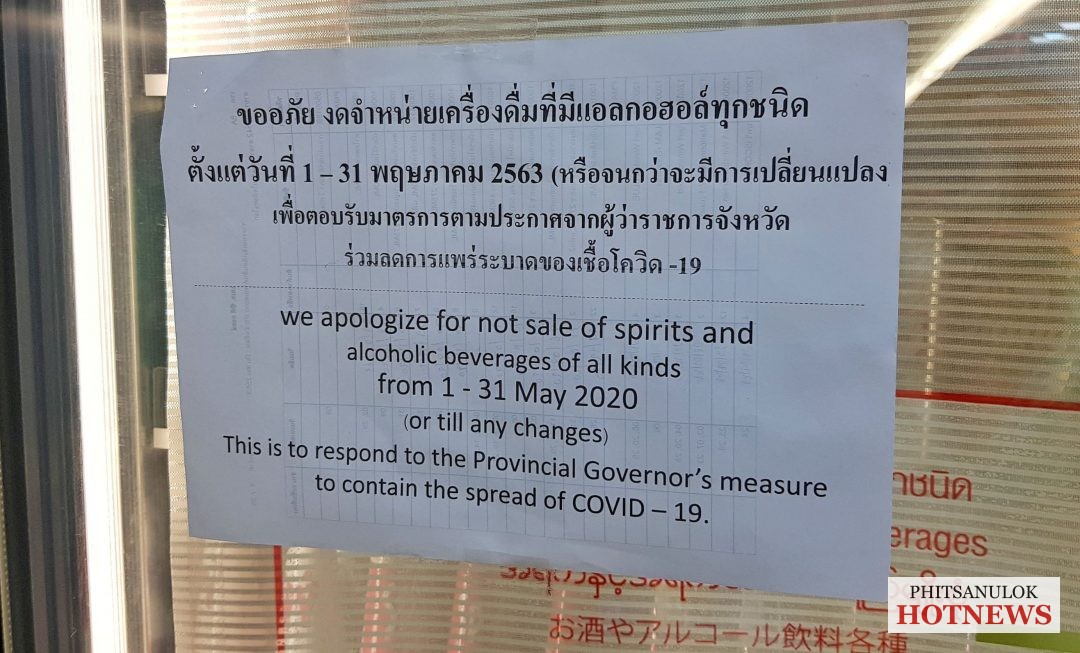 ขออภัย งดจำหน่ายเครื่องดื่มที่มีแอลกอฮอล์ทุกชนิด
ตั้งแต่วันที่ 1 – 31 พฤษภาคม 2563 (หรือจนกว่าจะมีการเปลี่ยนแปลง
เพื่อตอบรับมาตรการตามประกาศจากผู้ว่าราชการจังหวัด
ร่วมลดการแพร่ระบาดของเชื้อโควิด -19
we apologize for not sale of spirits and
alcoholic beverages of all kinds
from 1 - 31 May 2020
(or till any changes)
This is to respond to the Provincial Governor's measure
to contain the spread of COVID – 19.
าชนิด
erages
お酒やアルコール飲料各種
PHITSANULOK
HOTNEWS